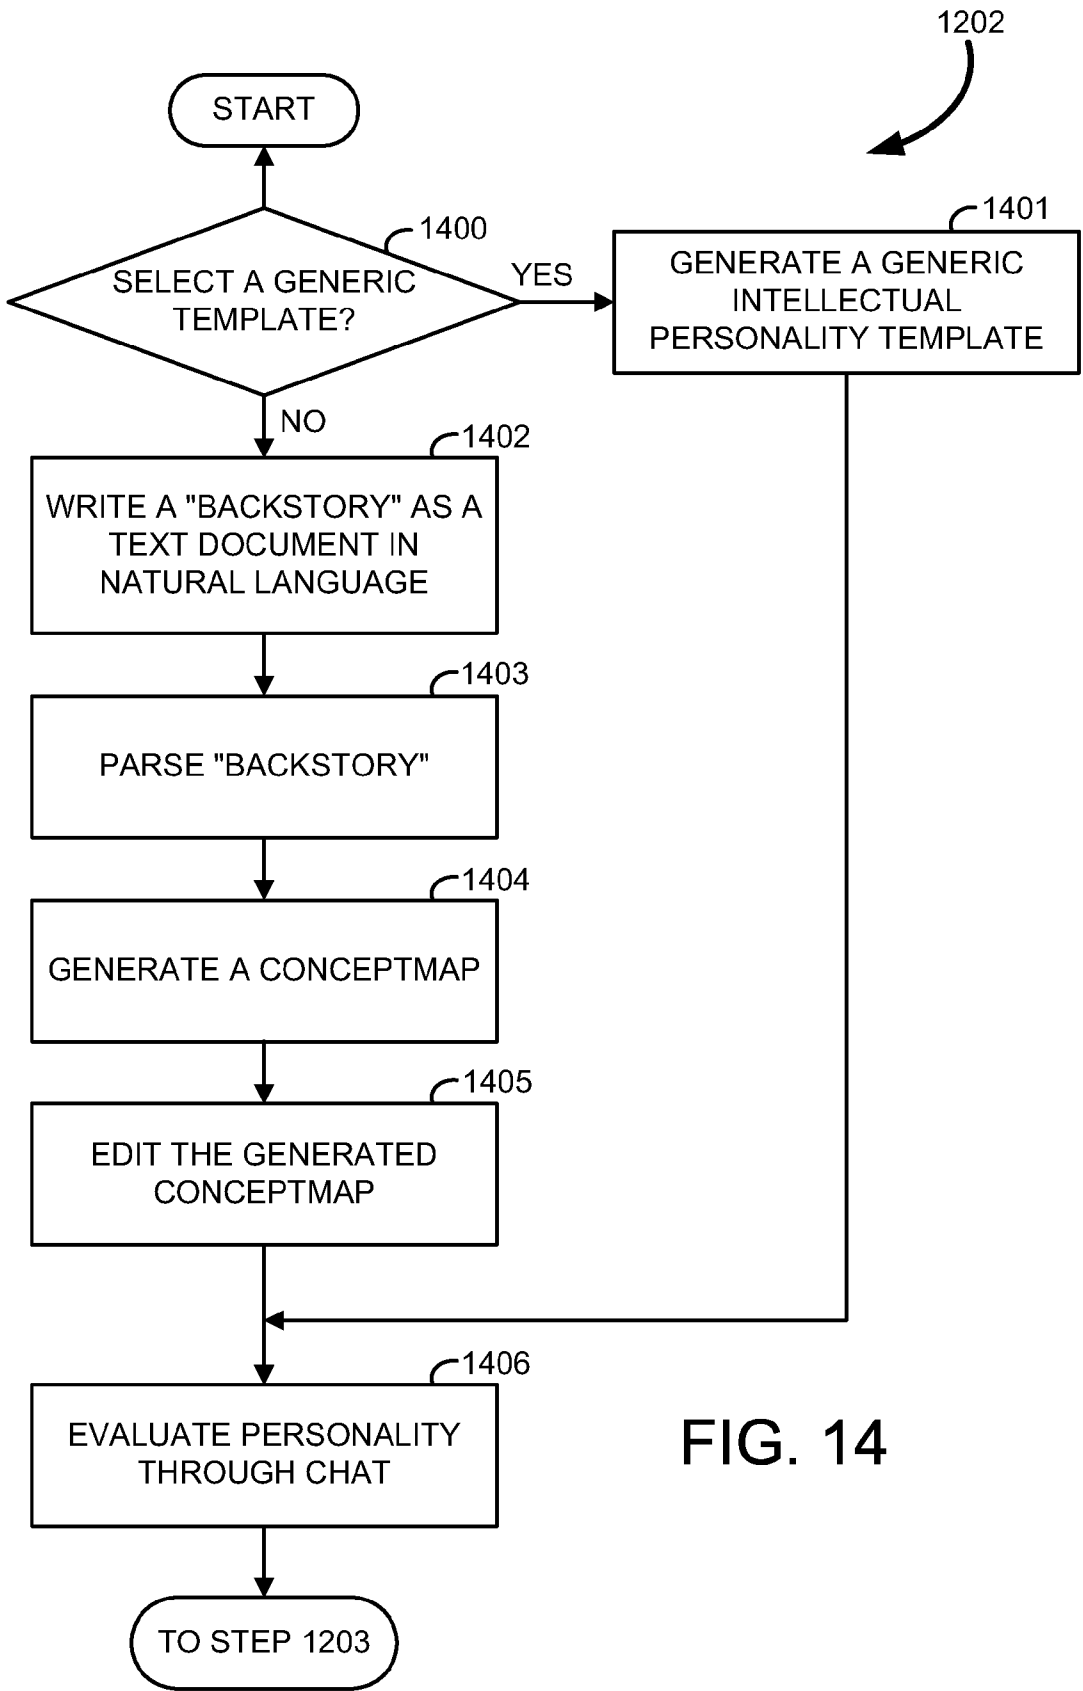 1202
START
1400
SELECT A GENERIC
TEMPLATE?
YES
1401
GENERATE A GENERIC
INTELLECTUAL
PERSONALITY TEMPLATE
NO
1402
WRITE A "BACKSTORY" AS A
TEXT DOCUMENT IN
NATURAL LANGUAGE
1403
PARSE "BACKSTORY"
1404
GENERATE A CONCEPTMAP
1405
EDIT THE GENERATED
CONCEPTMAP
1406
EVALUATE PERSONALITY
THROUGH CHAT
FIG. 14
TO STEP 1203